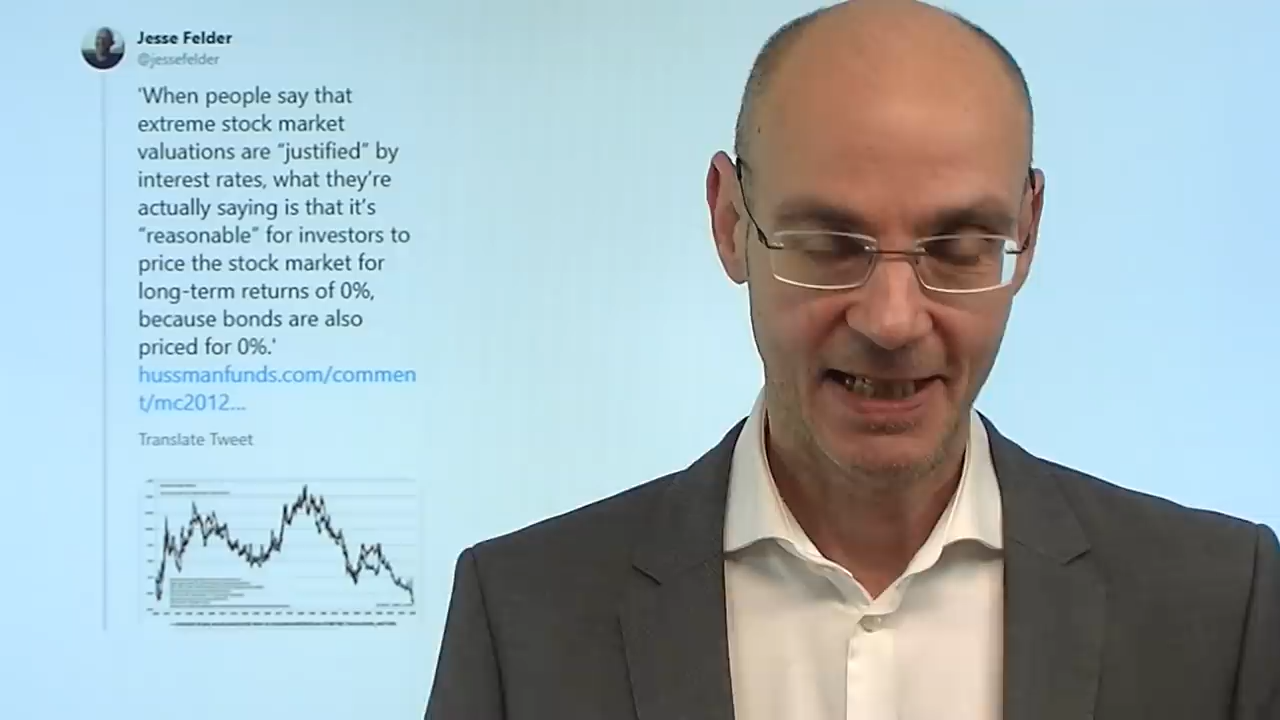 Jesse Felder
@jessefelder
'When people say that
extreme stock market
valuations are "justified" by
interest rates, what they're
actually saying is that it's
"reasonable" for investors to
price the stock market for
long-term returns of 0%,
because bonds are also
priced for 0%.'
hussmanfunds.com/commen
t/mc2012...
Translate Tweet